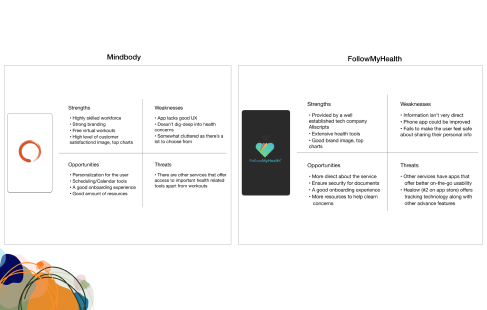 Mindbody
Strengths
• Highly skilled workforce
• Strong branding
• Free virtual workouts
• High level of customer
satisfactiond image, top charts
Weaknesses
• App lacks good UX
• Doesn't dig deep into health
concerns
• Somewhat cluttered as there's a
lot to choose from
Opportunities
• Personalization for the user
• Scheduling/Calendar tools
• A good onboarding experience
• Good amount of resources
Threats
• There are other services that offer
access to important health related
tools apart from workouts
FollowMyHealth
FollowMyHealth
Strengths
• Provided by a well
established tech company
Allscripts
• Extensive health tools
• Good brand image, top
charts
Weaknesses
• Information isn't very direct
• Phone app could be improved
• Fails to make the user feel safe
about sharing their personal info
Opportunities
• More direct about the service
• Ensure security for documents
• A good onboarding experience
• More resources to help clearn
concerns
Threats
• Other services have apps that
offer better on-the-go usability
• Healow (#2 on app store) offers
tracking technology along with
other advance features